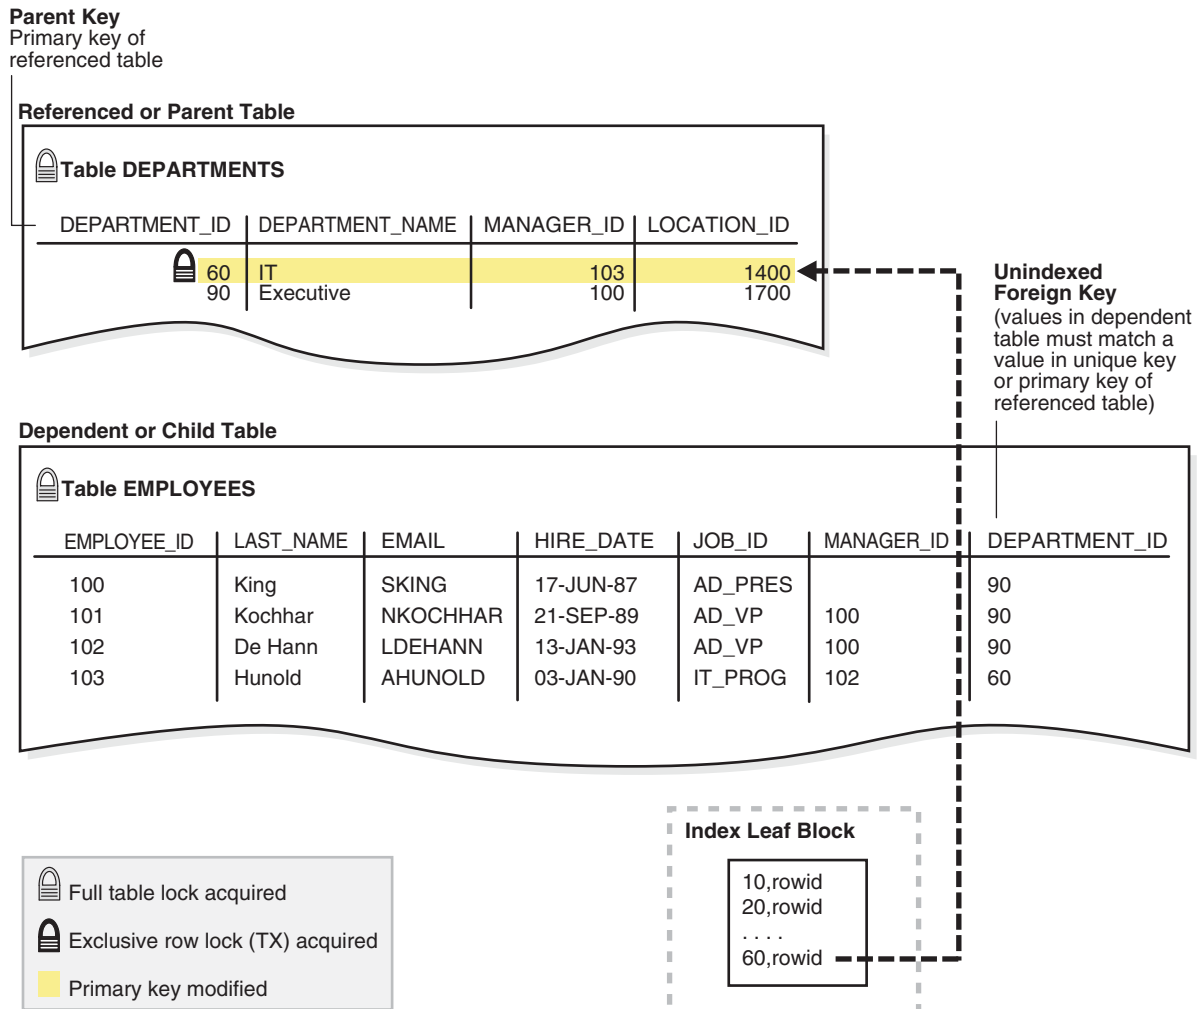 Parent Key
Primary key of
referenced table
Referenced or Parent Table
Table DEPARTMENTS
DEPARTMENT_ID DEPARTMENT_NAME MANAGER_ID LOCATION_ID
60 IT 103 1400
90 Executive 100 1700
Unindexed
Foreign Key
(values in dependent
table must match a
value in unique key
or primary key of
referenced table)
Dependent or Child Table
Table EMPLOYEES
EMPLOYEE_ID LAST_NAME EMAIL HIRE_DATE JOB_ID MANAGER_ID DEPARTMENT_ID
100 King SKING 17-JUN-87 AD_PRES 90
101 Kochhar NKOCHHAR 21-SEP-89 AD_VP 100 90
102 De Hann LDEHANN 13-JAN-93 AD_VP 100 90
103 Hunold AHUNOLD 03-JAN-90 IT_PROG 102 60
Index Leaf Block
10,rowid
20,rowid
. . . .
60,rowid
Full table lock acquired
Exclusive row lock (TX) acquired
Primary key modified